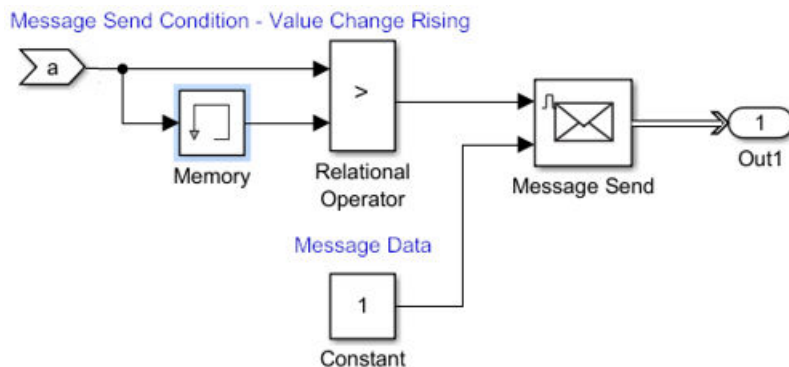 Message Send Condition - Value Change Rising
a
>
Memory
Relational
Operator
Message Send
1
Out1
Message Data
1
Constant